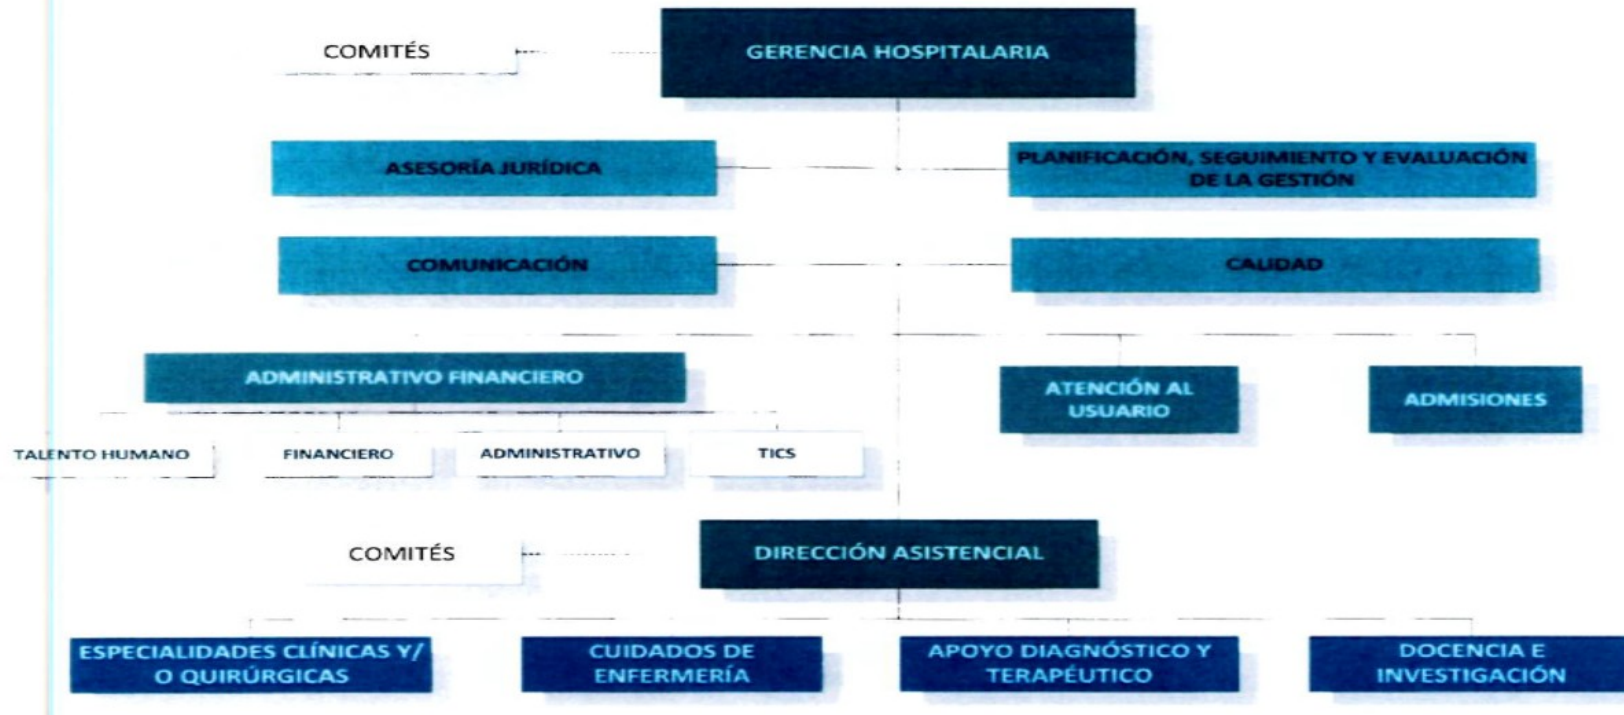 COMITÉS
GERENCIA HOSPITALARIA
ASESORÍA JURÍDICA
PLANIFICACIÓN, SEGUIMIENTO Y EVALUACIÓN
DE LA GESTIÓN
COMUNICACIÓN
CALIDAD
ADMINISTRATIVO FINANCIERO
ATENCIÓN AL
USUARIO
ADMISIONES
TALENTO HUMANO
FINANCIERO
ADMINISTRATIVO
TICS
COMITÉS
DIRECCIÓN ASISTENCIAL
ESPECIALIDADES CLÍNICAS Y/
O QUIRÚRGICAS
CUIDADOS DE
ENFERMERÍA
APOYO DIAGNÓSTICO Y
TERAPÉUTICO
DOCENCIA E
INVESTIGACIÓN